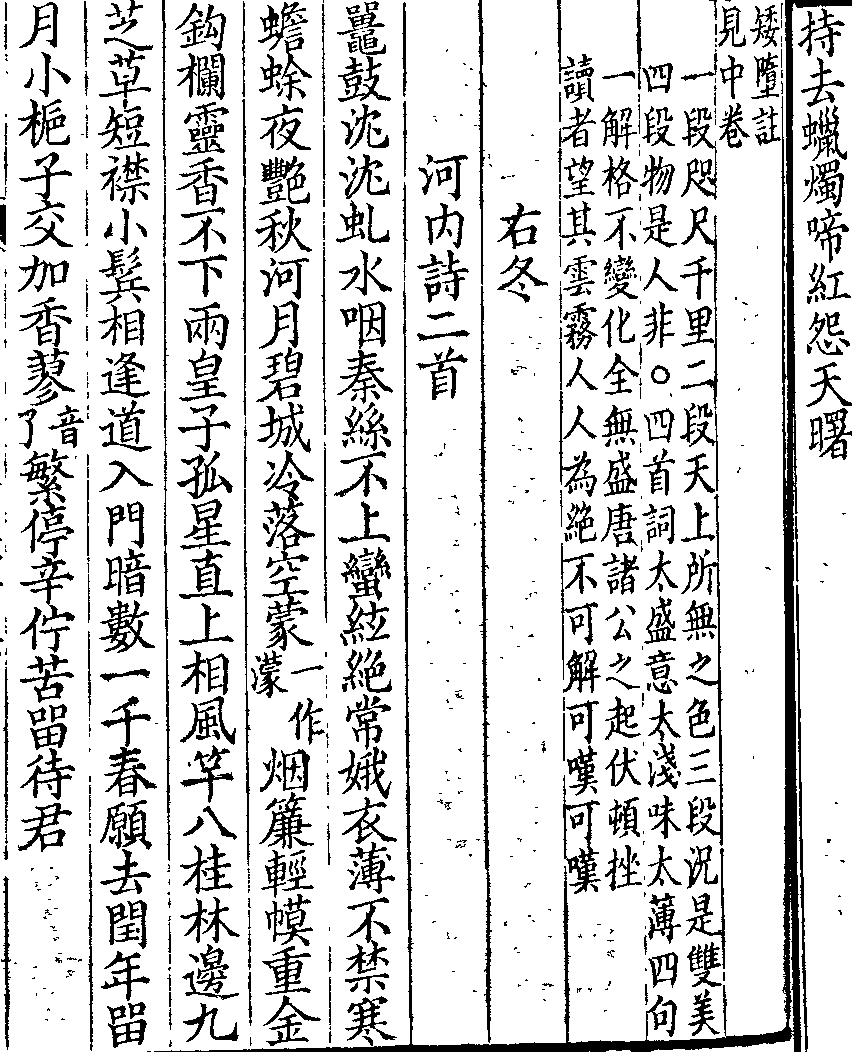 持去蠟燭啼紅怨天曙
矮墮註
見中卷
一段咫尺千里二段天上所無之色三段況是雙美
四段物是人非○四首詞太盛意太淺味太薄四句
一解格不變化全無盛唐諸公之起伏頓挫
讀者望其雲霧人人為絶不可解可嘆可嘆
右冬
河内詩二首
鼉鼓沈沈虬水咽秦絲不上蠻絃絶常娥衣薄不禁寒
蟾蜍夜艷秋河月碧城冷落空蒙一作濛烟簾輕幙重金
鈎欄靈香不下兩皇子孤星直上相風竿八桂林邊九
芝草短襟小鬂相逢道入門暗數一千春願去閏年畱
月小梔子交加香蓼音了繁停辛佇苦畱待君